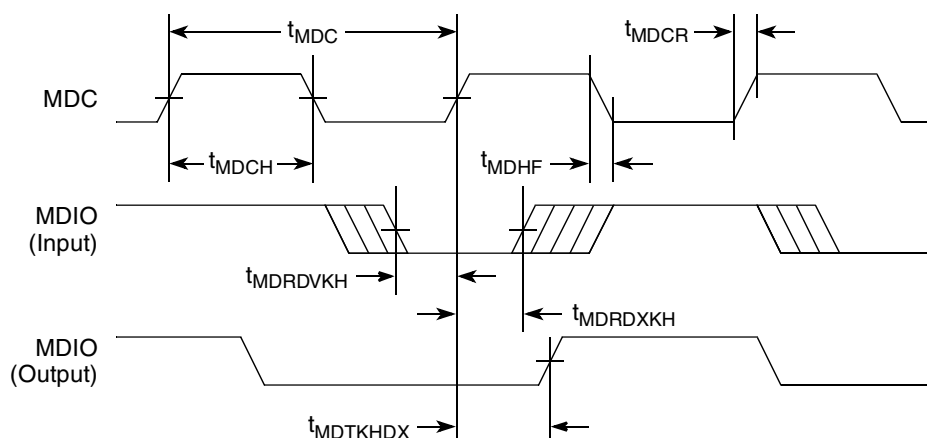 tMDC
tMDCR
MDC
tMDCH
tMDHF
MDIO
(Input)
tMDRDVKH
tMDRDXKH
MDIO
(Output)
tMDTKHDX